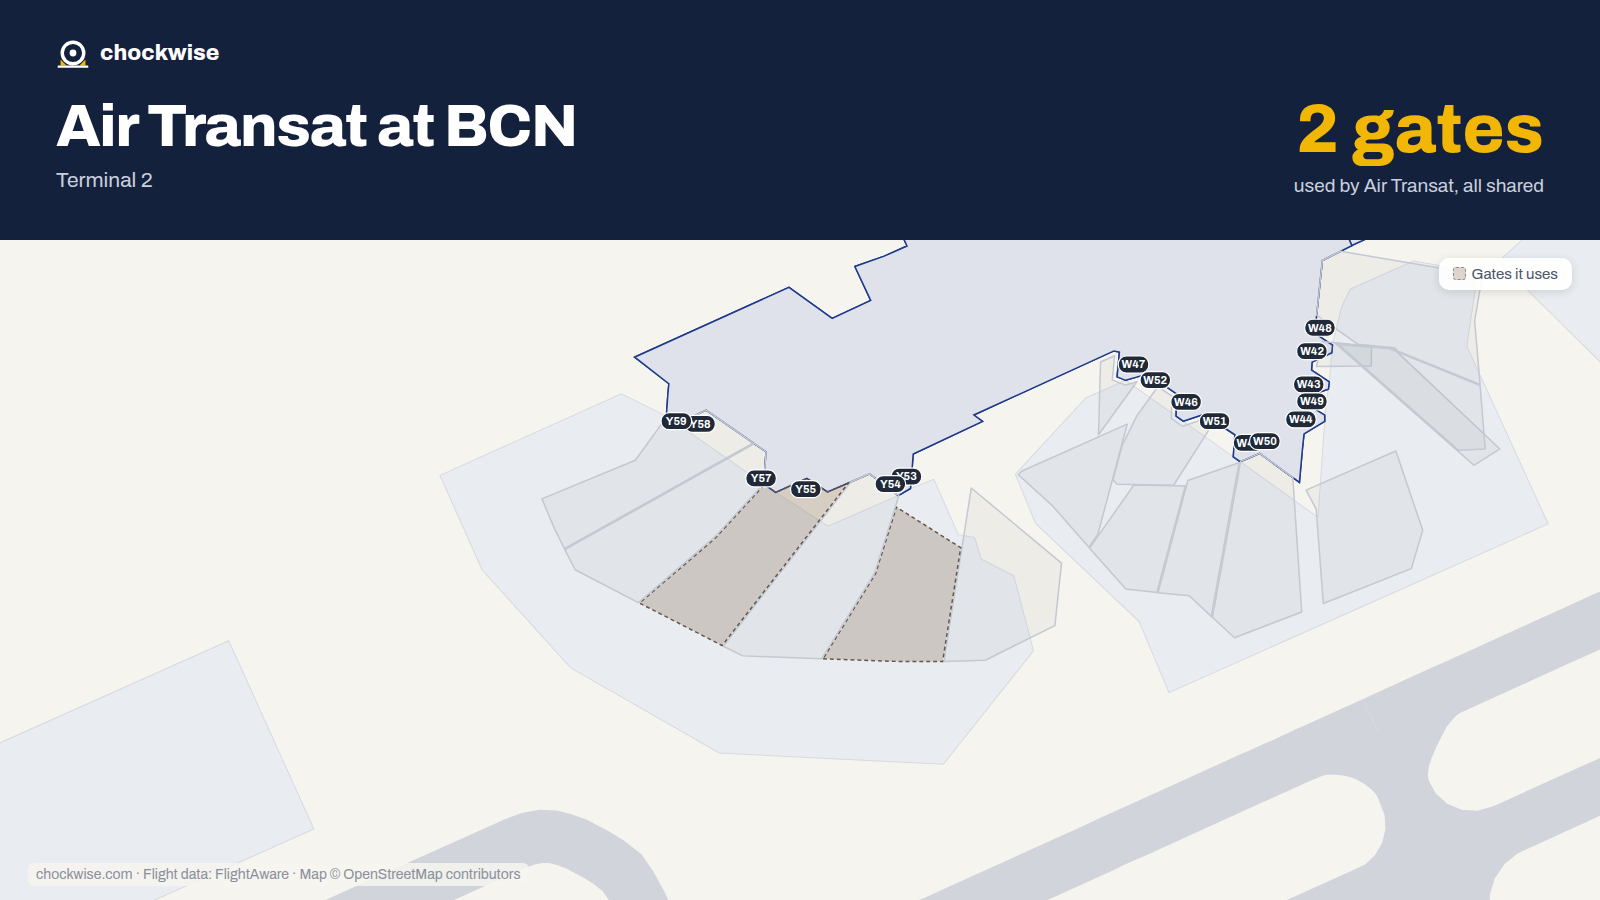 chockwise
Air Transat at BCN
Terminal 2
2 gates
used by Air Transat, all shared
Gates it uses
W48
W42
W47
W52
W43
W46
W49
W51
W44
Y59
Y58
W50
Y57
Y53
Y54
Y55
chockwise.com · Flight data: FlightAware · Map © OpenStreetMap contributors